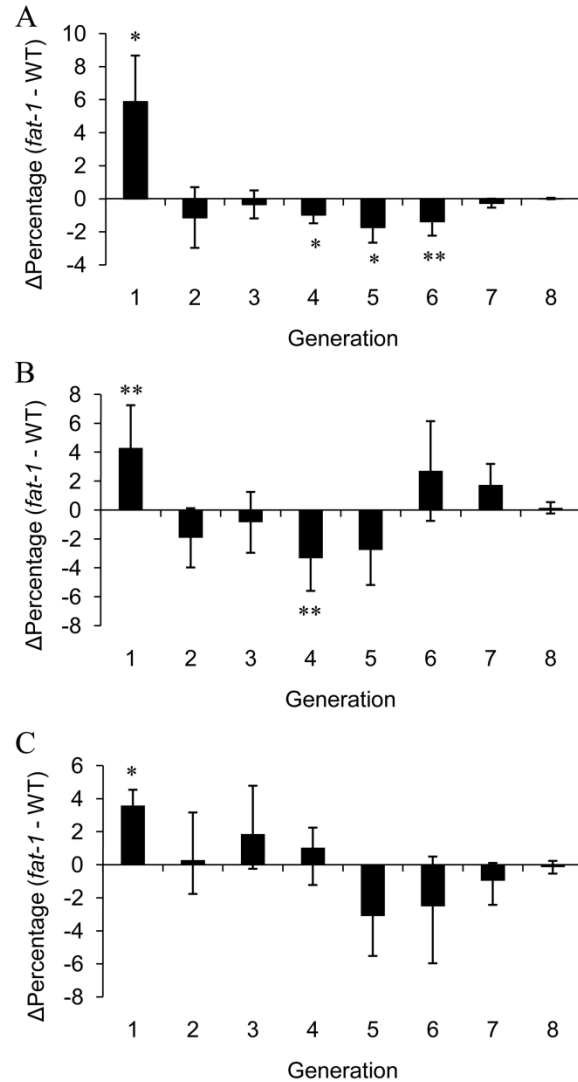 A
ΔPercentage (fat-1 - WT)
10
8
6
4
2
0
-2
-4
*
*
*
**
1 2 3 4 5 6 7 8
Generation
B
ΔPercentage (fat-1 - WT)
8
6
4
2
0
-2
-4
-6
-8
**
**
1 2 3 4 5 6 7 8
Generation
C
ΔPercentage (fat-1 - WT)
6
4
2
0
-2
-4
-6
-8
*
1 2 3 4 5 6 7 8
Generation